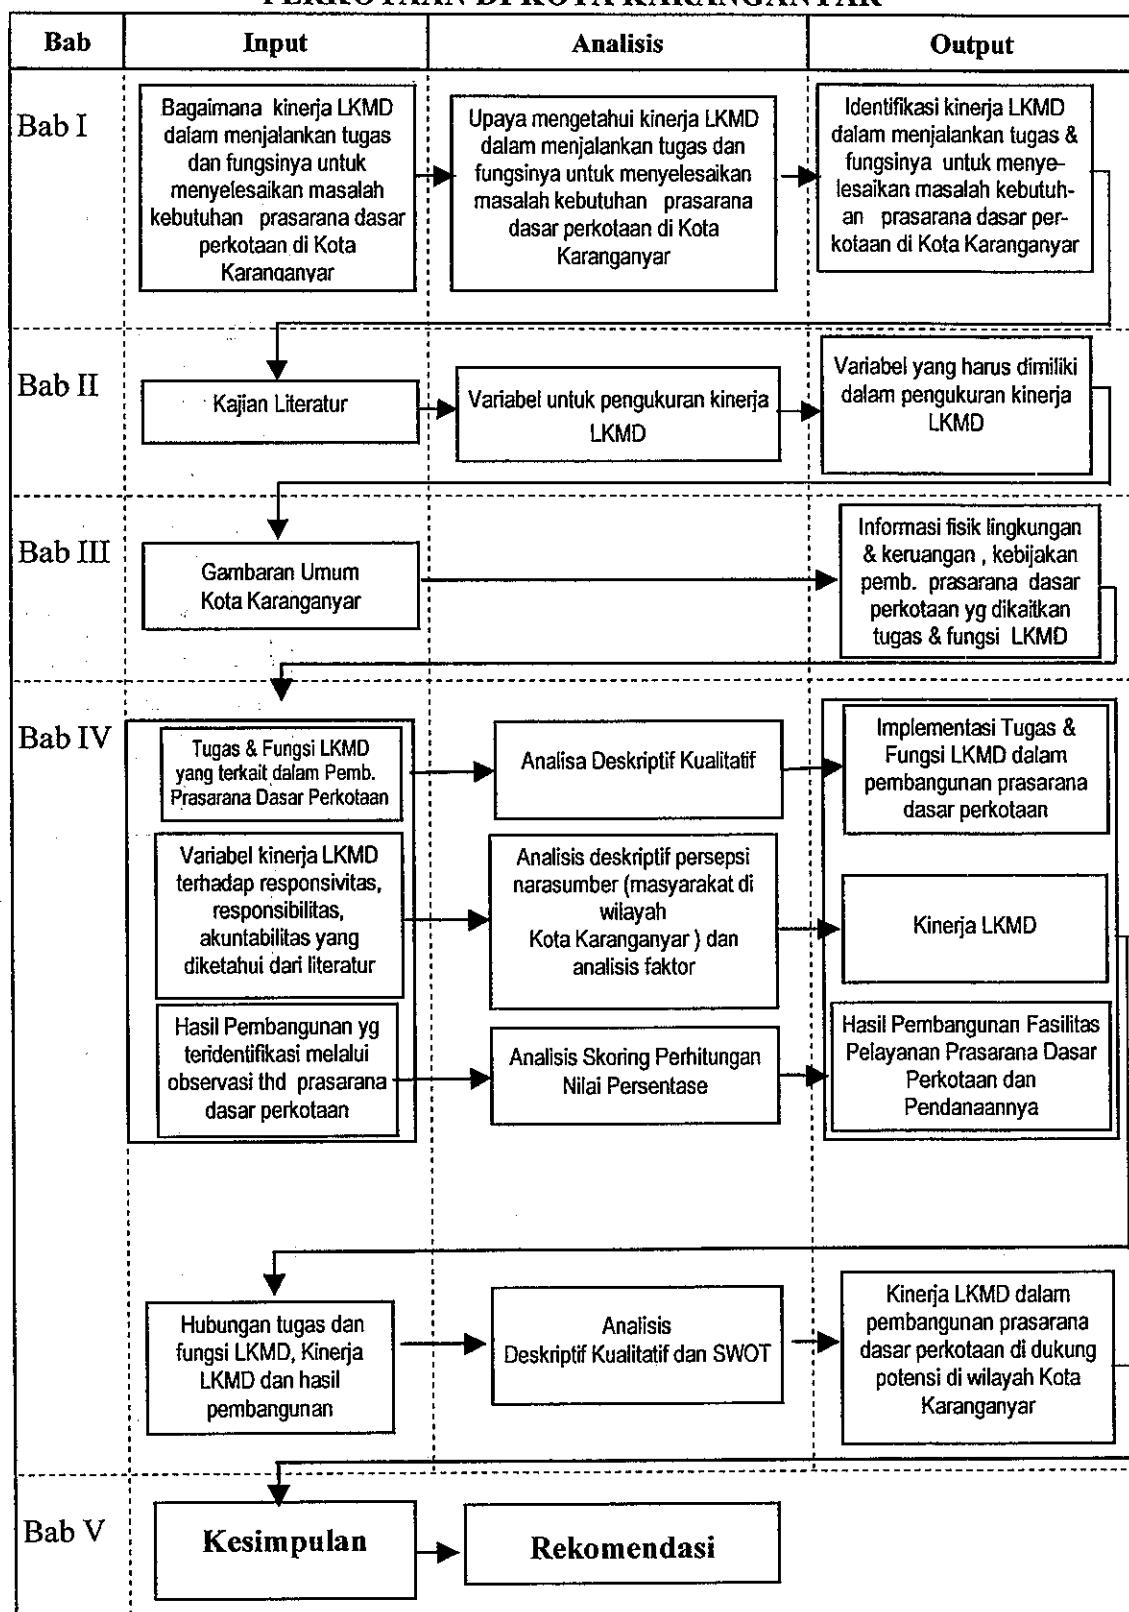 PERKOTAAN DI KOTA KARANGANYAR
Bab
Input
Analisis
Output
Bab I
Bagaimana kinerja LKMD
dalam menjalankan tugas
dan fungsinya untuk
menyelesaikan masalah
kebutuhan prasarana dasar
perkotaan di Kota
Karanganyar
Upaya mengetahui kinerja LKMD
dalam menjalankan tugas dan
fungsinya untuk menyelesaikan
masalah kebutuhan prasarana
dasar perkotaan di Kota
Karanganyar
Identifikasi kinerja LKMD
dalam menjalankan tugas &
fungsinya untuk menye-
lesaikan masalah kebutuh-
an prasarana dasar per-
kotaan di Kota Karanganyar
Bab II
Kajian Literatur
Variabel untuk pengukuran kinerja
LKMD
Variabel yang harus dimiliki
dalam pengukuran kinerja
LKMD
Bab III
Gambaran Umum
Kota Karanganyar
Informasi fisik lingkungan
& keruangan , kebijakan
pemb. prasarana dasar
perkotaan yg dikaitkan
tugas & fungsi LKMD
Bab IV
Tugas & Fungsi LKMD
yang terkait dalam Pemb.
Prasarana Dasar Perkotaan
Analisa Deskriptif Kualitatif
Implementasi Tugas &
Fungsi LKMD dalam
pembangunan prasarana
dasar perkotaan
Variabel kinerja LKMD
terhadap responsivitas,
responsibilitas,
akuntabilitas yang
diketahui dari literatur
Analisis deskriptif persepsi
narasumber (masyarakat di
wilayah
Kota Karanganyar ) dan
analisis faktor
Kinerja LKMD
Hasil Pembangunan yg
teridentifikasi melalui
observasi thd prasarana
dasar perkotaan
Analisis Skoring Perhitungan
Nilai Persentase
Hasil Pembangunan Fasilitas
Pelayanan Prasarana Dasar
Perkotaan dan
Pendanaannya
Hubungan tugas dan
fungsi LKMD, Kinerja
LKMD dan hasil
pembangunan
Analisis
Deskriptif Kualitatif dan SWOT
Kinerja LKMD dalam
pembangunan prasarana
dasar perkotaan di dukung
potensi di wilayah Kota
Karanganyar
Bab V
Kesimpulan
Rekomendasi